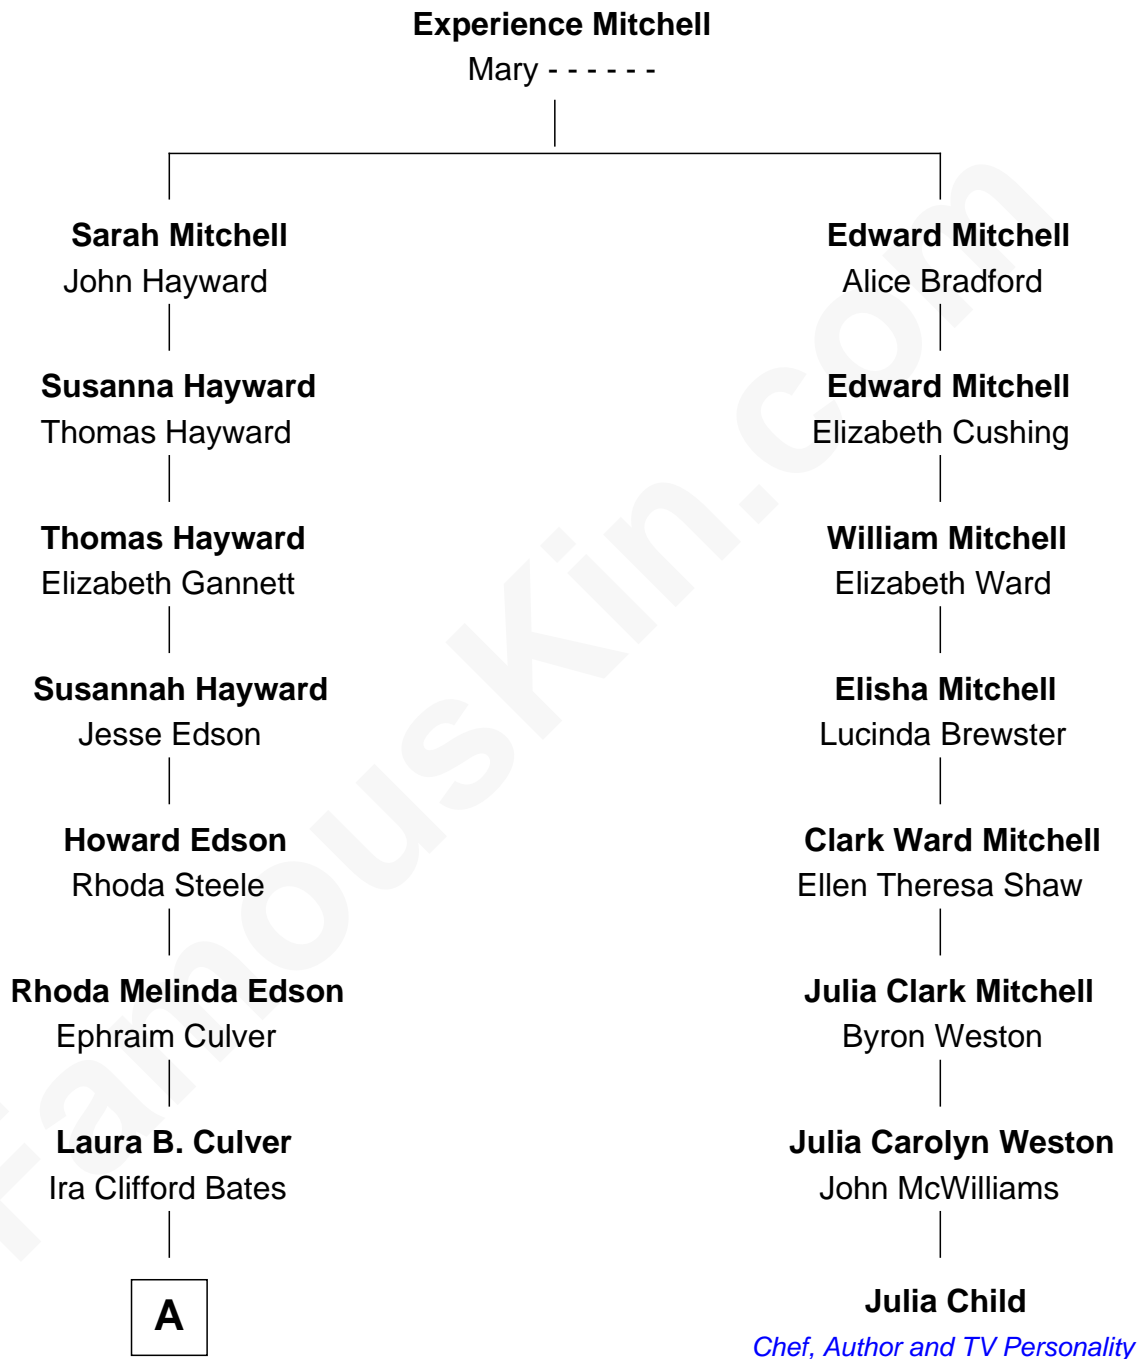 Experience Mitchell
Mary - - - - - -
Sarah Mitchell
John Hayward
Edward Mitchell
Alice Bradford
Susanna Hayward
Thomas Hayward
Edward Mitchell
Elizabeth Cushing
Thomas Hayward
Elizabeth Gannett
William Mitchell
Elizabeth Ward
Susannah Hayward
Jesse Edson
Elisha Mitchell
Lucinda Brewster
Howard Edson
Rhoda Steele
Clark Ward Mitchell
Ellen Theresa Shaw
Rhoda Melinda Edson
Ephraim Culver
Julia Clark Mitchell
Byron Weston
Laura B. Culver
Ira Clifford Bates
Julia Carolyn Weston
John McWilliams
A
Julia Child
Chef, Author and TV Personality
FamousKin.com